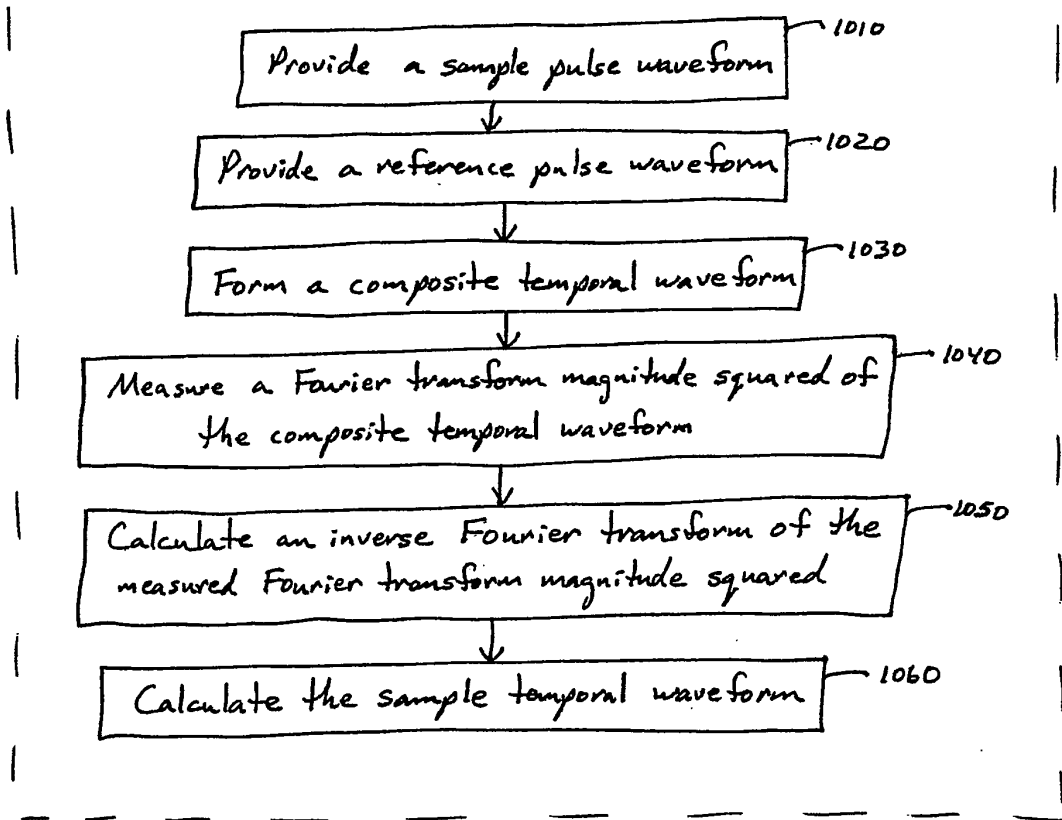 1010
Provide a sample pulse waveform
1020
Provide a reference pulse waveform
1030
Form a composite temporal waveform
1040
Measure a Fourier transform magnitude squared of
the composite temporal waveform
1050
Calculate an inverse Fourier transform of the
measured Fourier transform magnitude squared
1060
Calculate the sample temporal waveform